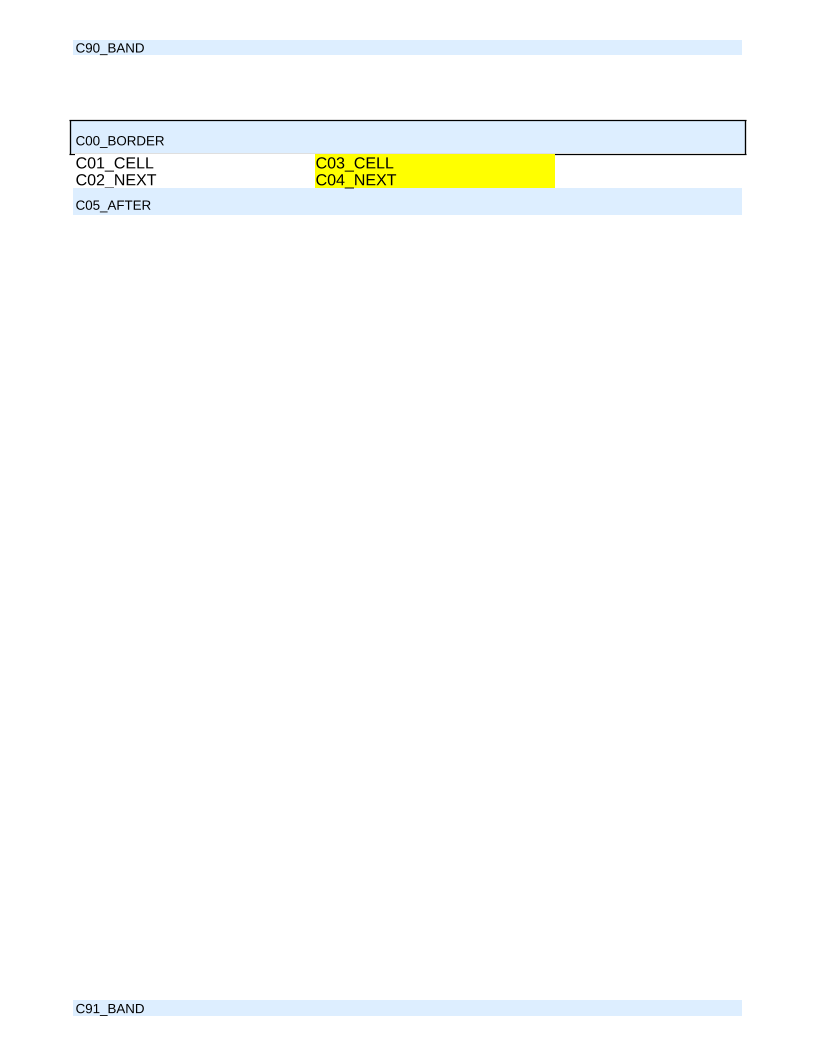 C90_BAND
C00_BORDER
C01_CELL C03_CELL
C02_NEXT C04_NEXT
C05_AFTER
C91_BAND